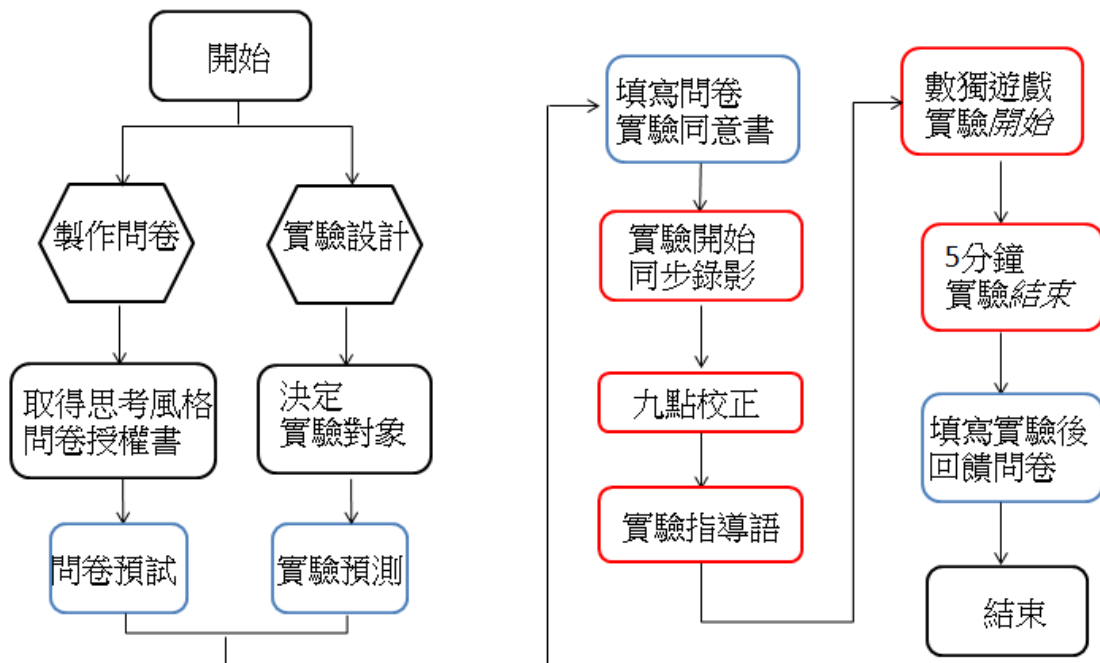 開始
製作問卷
實驗設計
取得思考風格
問卷授權書
決定
實驗對象
問卷預試
實驗預測
填寫問卷
實驗同意書
實驗開始
同步錄影
九點校正
實驗指導語
數獨遊戲
實驗開始
5分鐘
實驗結束
填寫實驗後
回饋問卷
結束